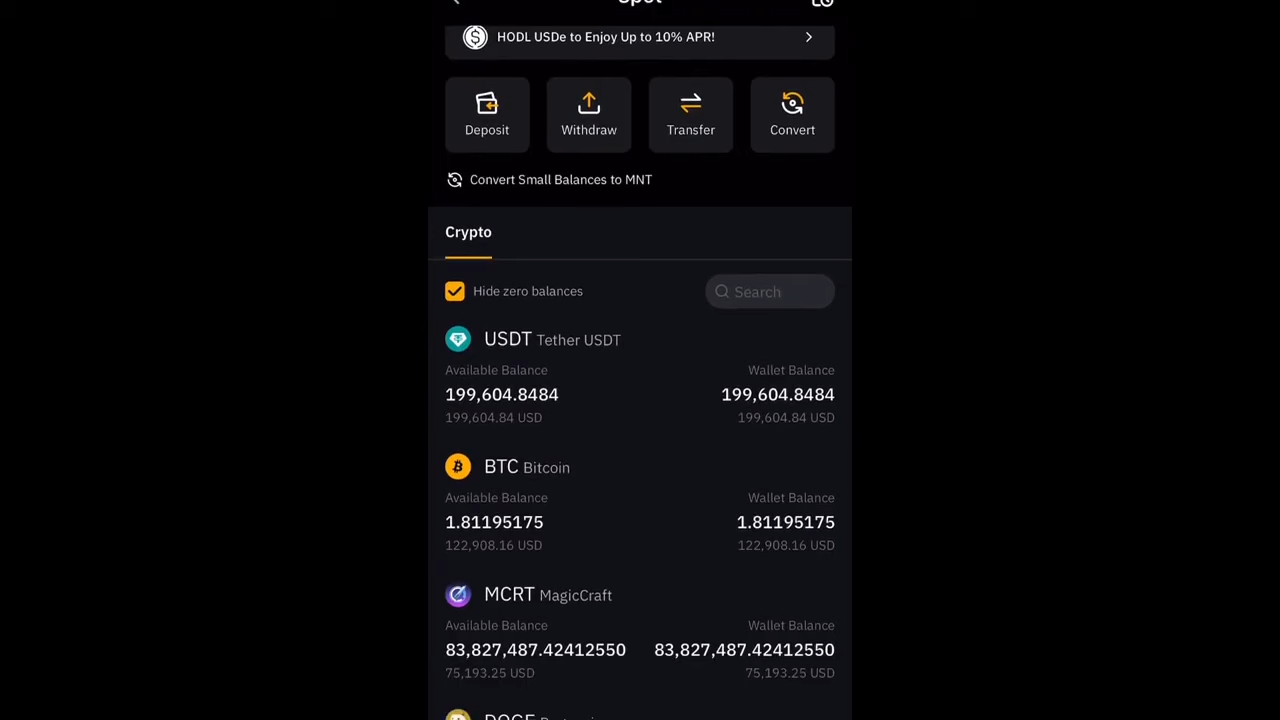 Spot
HODL USDe to Enjoy Up to 10% APR!
Deposit Withdraw Transfer Convert
Convert Small Balances to MNT
Crypto
Hide zero balances Search
USDT Tether USDT
Available Balance Wallet Balance
199,604.8484 199,604.8484
199,604.84 USD 199,604.84 USD
BTC Bitcoin
Available Balance Wallet Balance
1.81195175 1.81195175
122,908.16 USD 122,908.16 USD
MCRT MagicCraft
Available Balance Wallet Balance
83,827,487.42412550 83,827,487.42412550
75,193.25 USD 75,193.25 USD
DOGE